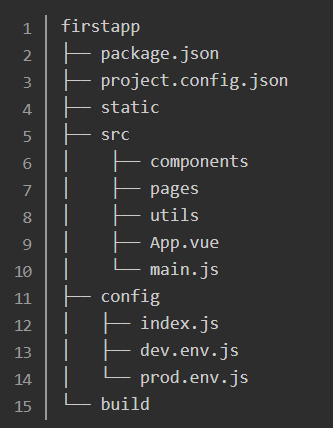 1 firstapp
2 ├── package.json
3 ├── project.config.json
4 ├── static
5 ├── src
6 │    ├── components
7 │    ├── pages
8 │    ├── utils
9 │    ├── App.vue
10 │    └── main.js
11 ├── config
12 │   ├── index.js
13 │   ├── dev.env.js
14 │   └── prod.env.js
15 └── build